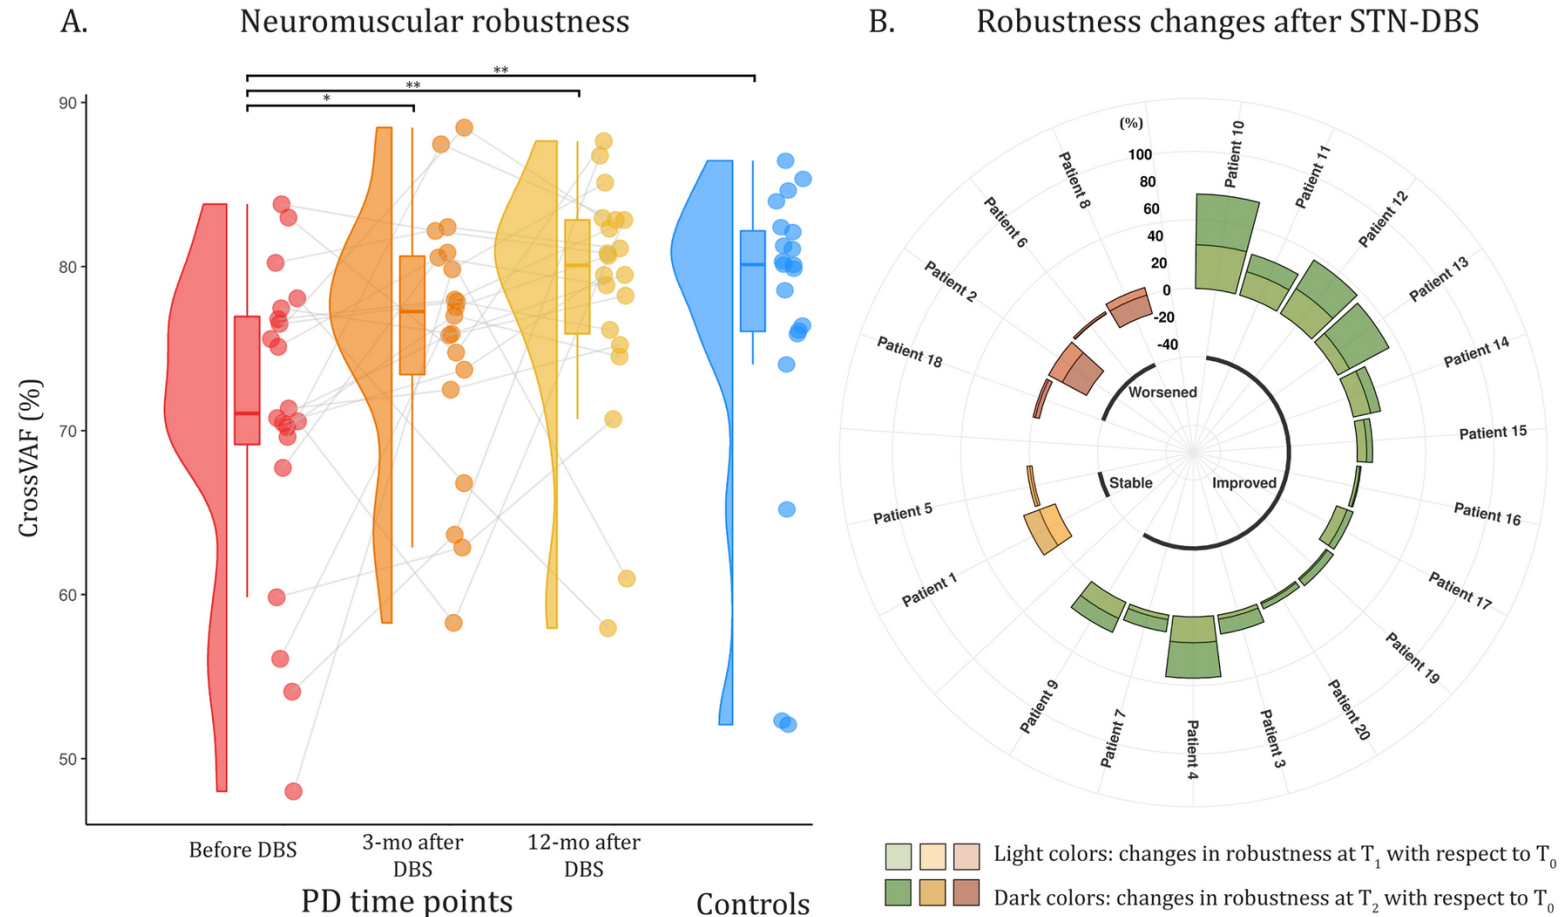 A.
Neuromuscular robustness
**
**
*
90
80
70
60
50
CrossVAF (%)
Before DBS
3-mo after
DBS
12-mo after
DBS
PD time points
Controls
B.
Robustness changes after STN-DBS
(%)
100
80
60
40
20
0
-20
-40
Patient 10
Patient 11
Patient 12
Patient 13
Patient 14
Patient 15
Patient 16
Patient 17
Patient 19
Patient 20
Patient 3
Patient 4
Patient 7
Patient 9
Patient 1
Patient 5
Patient 18
Patient 2
Patient 6
Patient 8
Worsened
Stable
Improved
Light colors: changes in robustness at T1 with respect to T0
Dark colors: changes in robustness at T2 with respect to T0